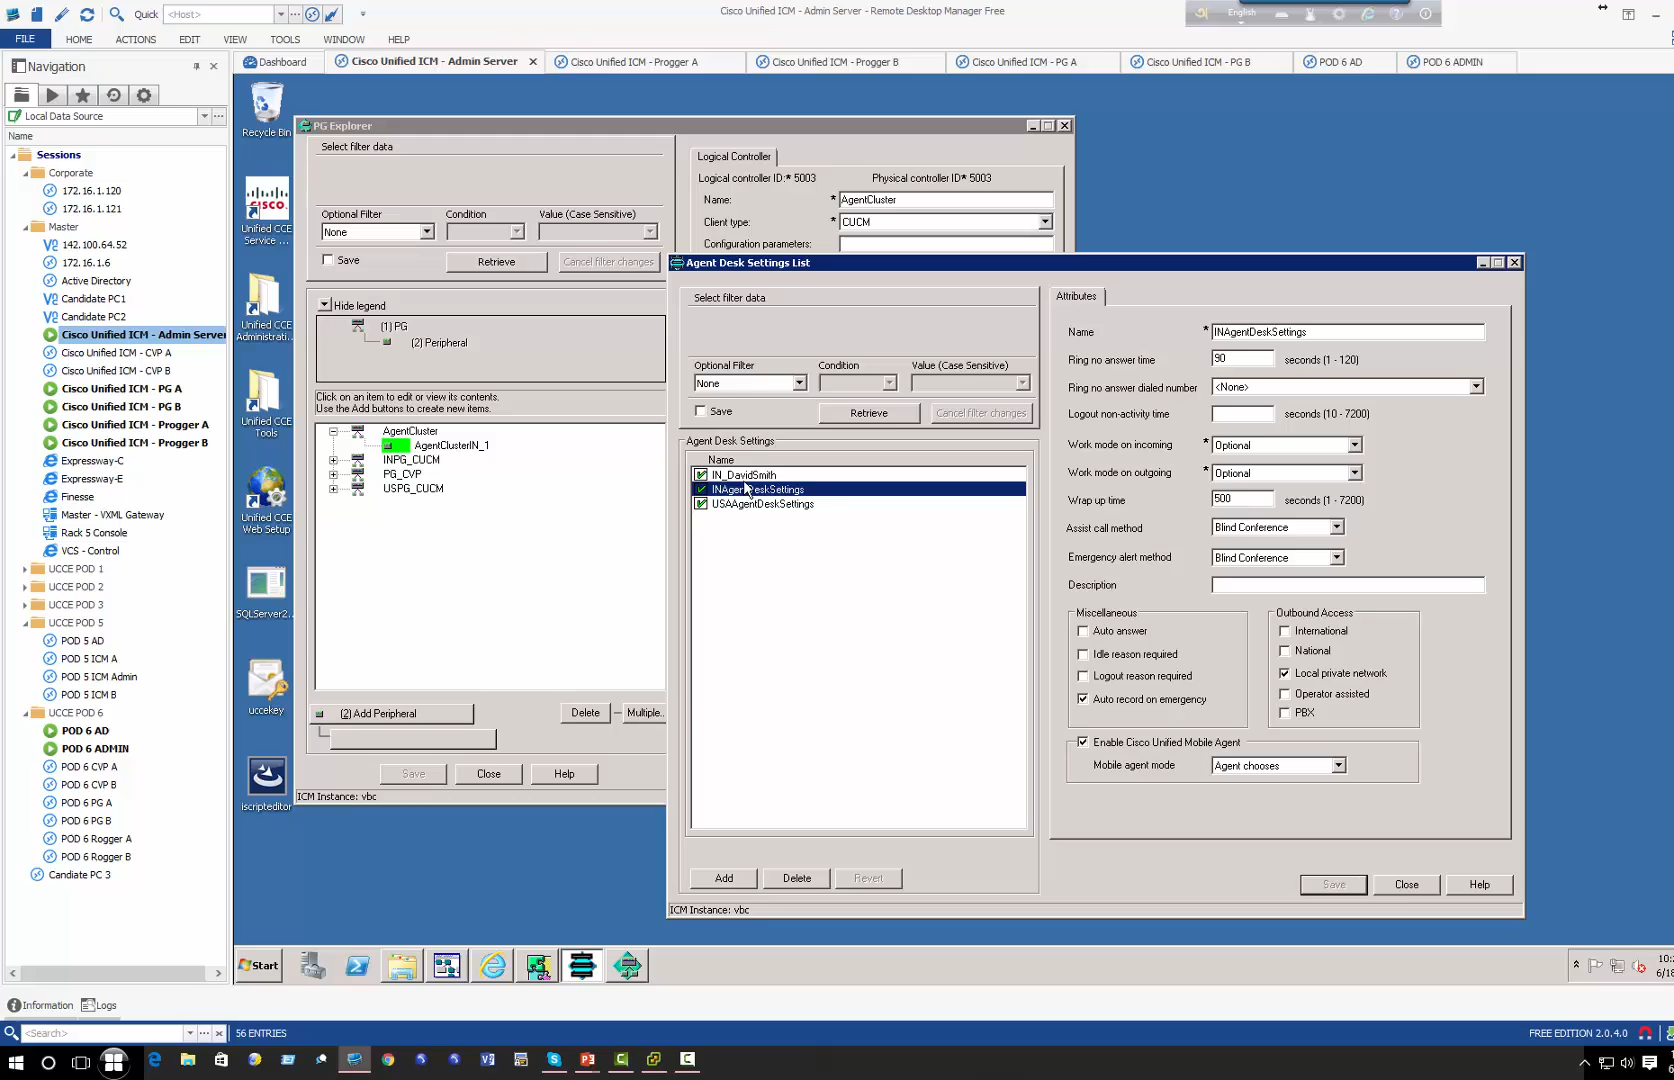 Quick
<Host>
Cisco Unified ICM - Admin Server - Remote Desktop Manager Free
English
FILE
HOME
ACTIONS
EDIT
VIEW
TOOLS
WINDOW
HELP
Navigation
Dashboard
Cisco Unified ICM - Admin Server
Cisco Unified ICM - Progger A
Cisco Unified ICM - Progger B
Cisco Unified ICM - PG A
Cisco Unified ICM - PG B
POD 6 AD
POD 6 ADMIN
Local Data Source
Name
Sessions
Corporate
172.16.1.120
172.16.1.121
Master
142.100.64.52
172.16.1.6
Active Directory
Candidate PC1
Candidate PC2
Cisco Unified ICM - Admin Server
Cisco Unified ICM - CVP A
Cisco Unified ICM - CVP B
Cisco Unified ICM - PG A
Cisco Unified ICM - PG B
Cisco Unified ICM - Progger A
Cisco Unified ICM - Progger B
Expressway-C
Expressway-E
Finesse
Master - VXML Gateway
Rack 5 Console
VCS - Control
UCCE POD 1
UCCE POD 2
UCCE POD 3
UCCE POD 5
POD 5 AD
POD 5 ICM A
POD 5 ICM Admin
POD 5 ICM B
UCCE POD 6
POD 6 AD
POD 6 ADMIN
POD 6 CVP A
POD 6 CVP B
POD 6 PG A
POD 6 PG B
POD 6 Rogger A
POD 6 Rogger B
Candiate PC 3
Recycle Bin
CISCO.
Unified CCE
Service ...
Unified CCE
Administrati...
Unified CCE
Tools
Unified CCE
Web Setup
SQLServer2...
uccekey
iscripteditor
PG Explorer
Select filter data
Optional Filter
Condition
Value (Case Sensitive)
None
Save
Retrieve
Cancel filter changes
Hide legend
(1) PG
(2) Peripheral
Click on an item to edit or view its contents.
Use the Add buttons to create new items.
AgentCluster
AgentClusterIN_1
INPG_CUCM
PG_CVP
USPG_CUCM
(2) Add Peripheral
Delete
Multiple..
Save
Close
Help
ICM Instance: vbc
Logical Controller
Logical controller ID:* 5003
Physical controller ID* 5003
Name:
* AgentCluster
Client type:
* CUCM
Configuration parameters:
Agent Desk Settings List
Select filter data
Optional Filter
Condition
Value (Case Sensitive)
None
Save
Retrieve
Cancel filter changes
Agent Desk Settings
Name
IN_DavidSmith
INAgentDeskSettings
USAAgentDeskSettings
Add
Delete
Revert
ICM Instance: vbc
Attributes
Name
* INAgentDeskSettings
Ring no answer time
90
seconds (1 - 120)
Ring no answer dialed number
<None>
Logout non-activity time
seconds (10 - 7200)
Work mode on incoming
* Optional
Work mode on outgoing
* Optional
Wrap up time
500
seconds (1 - 7200)
Assist call method
Blind Conference
Emergency alert method
Blind Conference
Description
Miscellaneous
Auto answer
Idle reason required
Logout reason required
Auto record on emergency
Outbound Access
International
National
Local private network
Operator assisted
PBX
Enable Cisco Unified Mobile Agent
Mobile agent mode
Agent chooses
Save
Close
Help
Start
Information
Logs
<Search>
56 ENTRIES
FREE EDITION 2.0.4.0